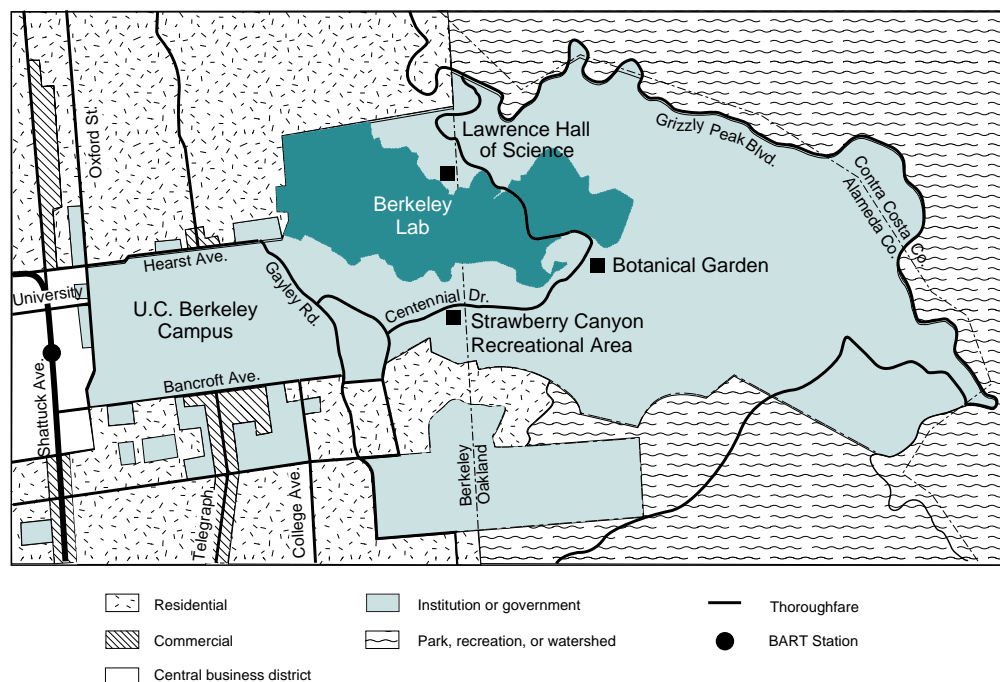 Oxford St.
Lawrence Hall
of Science
Grizzly Peak Blvd.
Contra Costa Co.
Alameda Co.
Berkeley
Lab
Hearst Ave.
Gayley Rd.
Botanical Garden
University
U.C. Berkeley
Campus
Centennial Dr.
Strawberry Canyon
Recreational Area
Shattuck Ave.
Bancroft Ave.
Telegraph
College Ave.
Berkeley
Oakland
Residential
Institution or government
Thoroughfare
Commercial
Park, recreation, or watershed
BART Station
Central business district